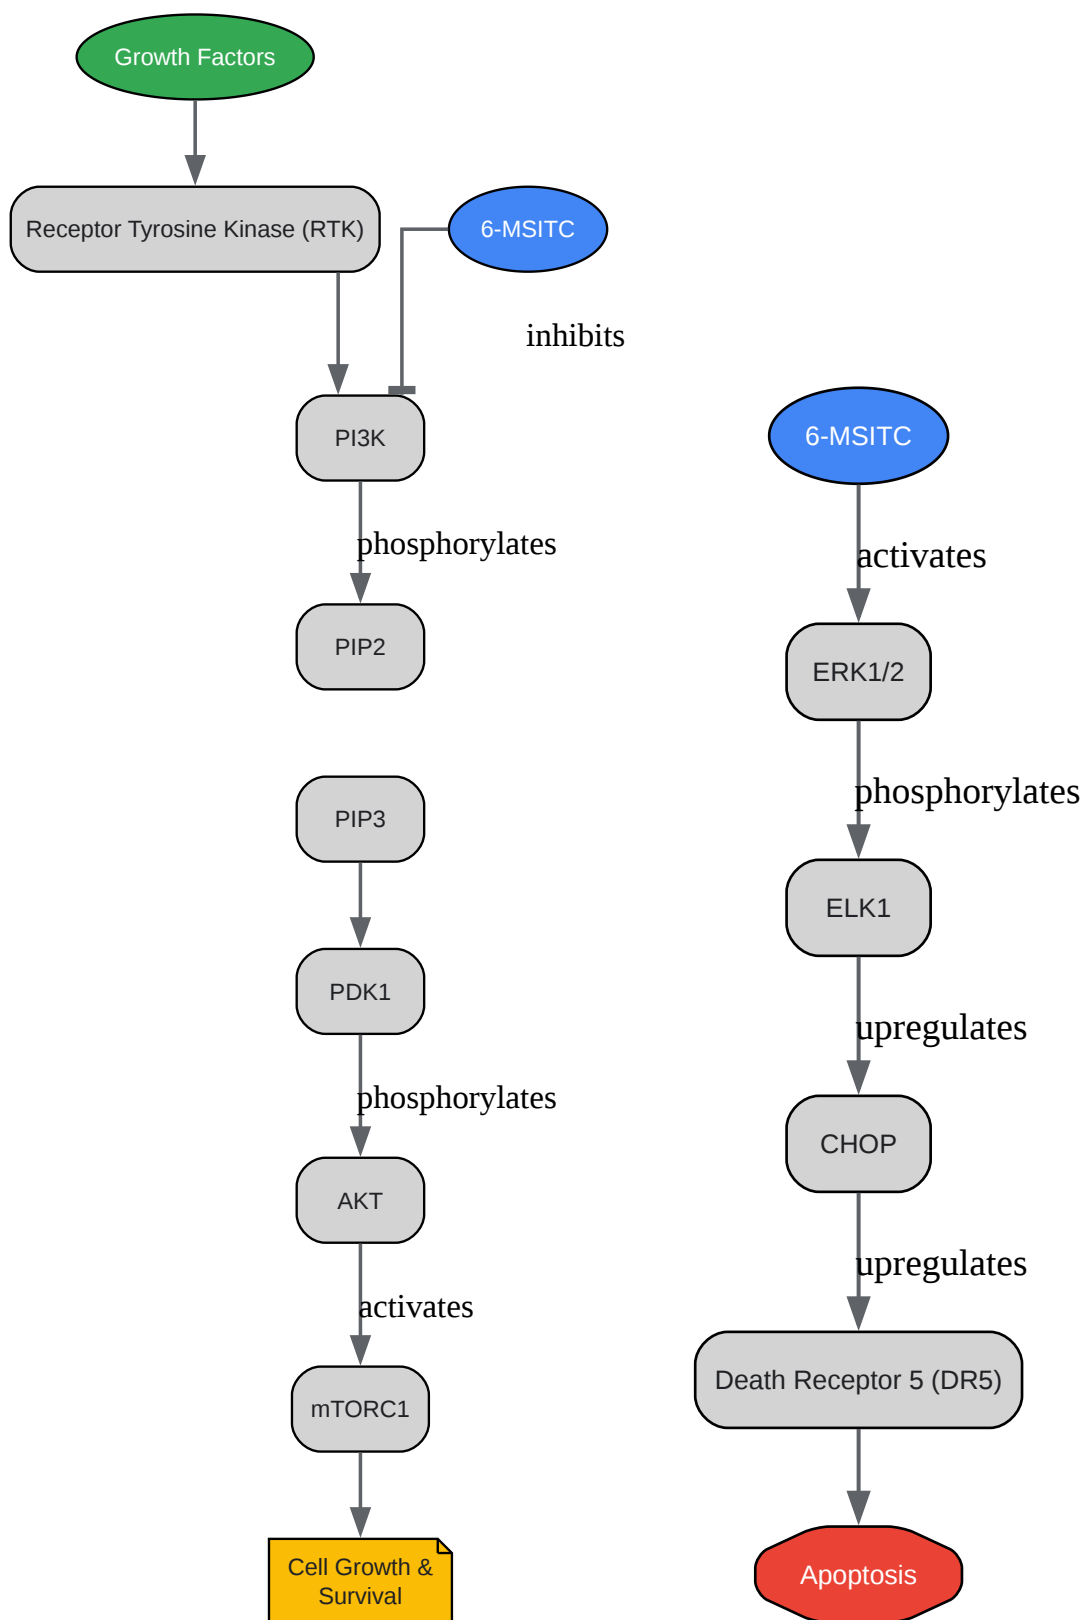 Growth Factors
Receptor Tyrosine Kinase (RTK)
6-MSITC
inhibits
PI3K
phosphorylates
PIP2
PIP3
PDK1
phosphorylates
AKT
activates
mTORC1
Cell Growth &
Survival
6-MSITC
activates
ERK1/2
phosphorylates
ELK1
upregulates
CHOP
upregulates
Death Receptor 5 (DR5)
Apoptosis